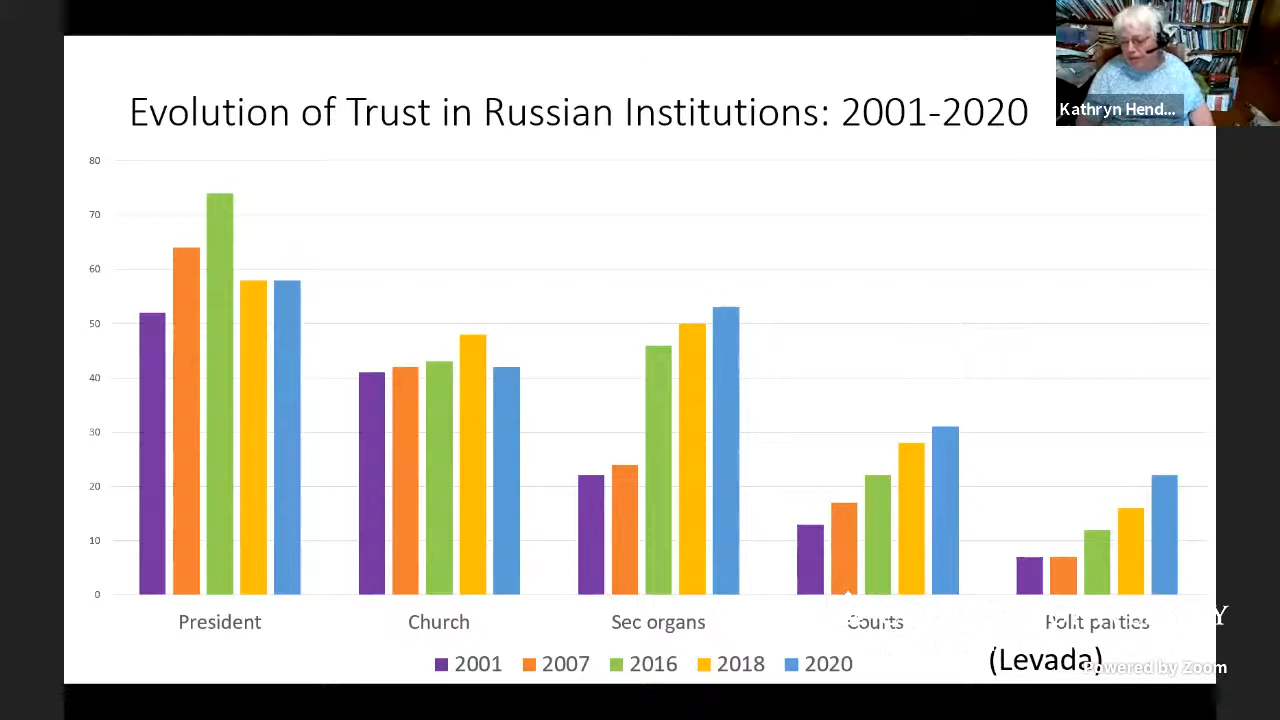 Kathryn Hend...
Evolution of Trust in Russian Institutions: 2001-2020
80
70
60
50
40
30
20
10
0
President
Church
Sec organs
Courts
Polit parties
2001
2007
2016
2018
2020
(Levada)
Powered by Zoom